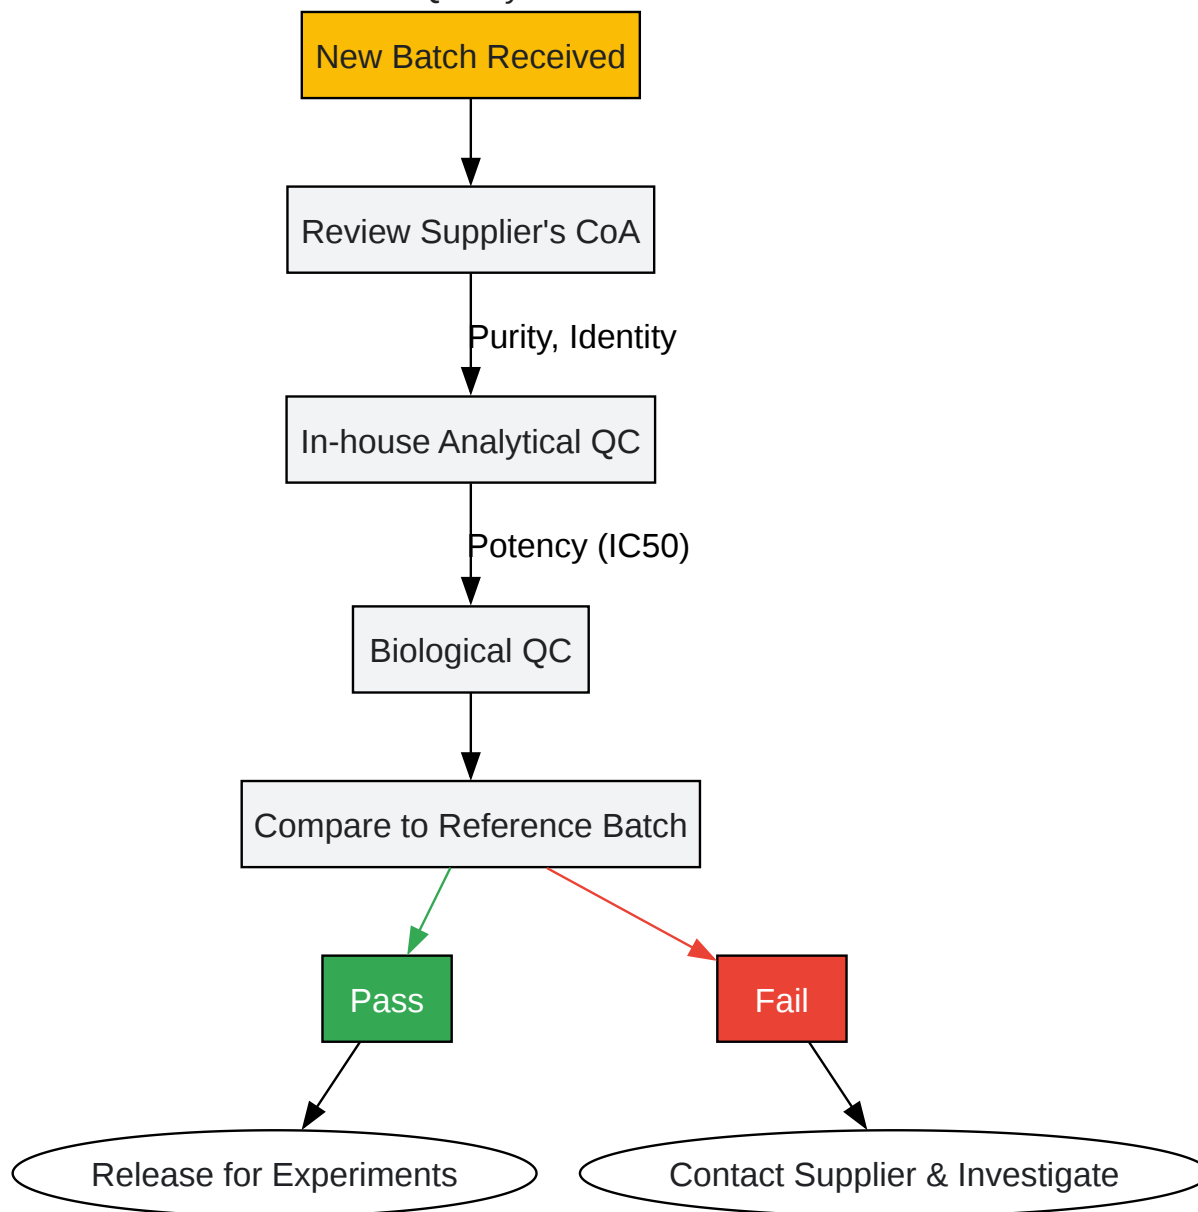 New Batch Received
Review Supplier's CoA
Purity, Identity
In-house Analytical QC
Potency (IC50)
Biological QC
Compare to Reference Batch
Pass
Fail
Release for Experiments
Contact Supplier & Investigate